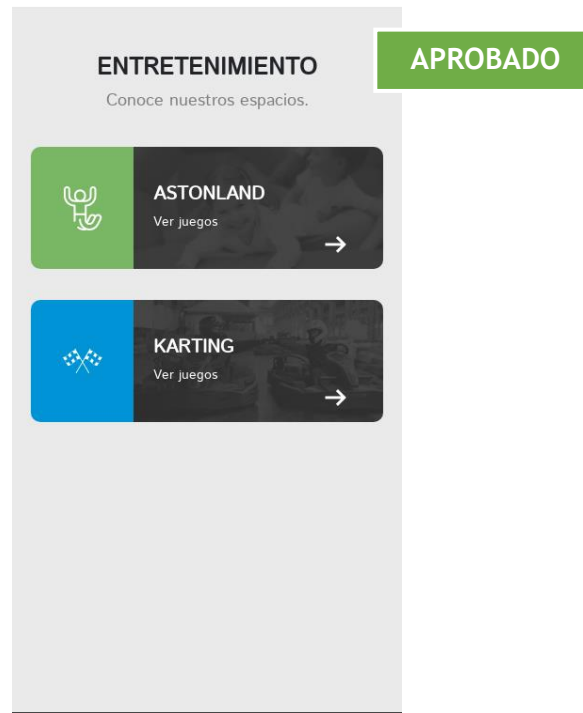 ENTRETENIMIENTO
APROBADO
Conoce nuestros espacios.
ASTONLAND
Ver juegos
KARTING
Ver juegos